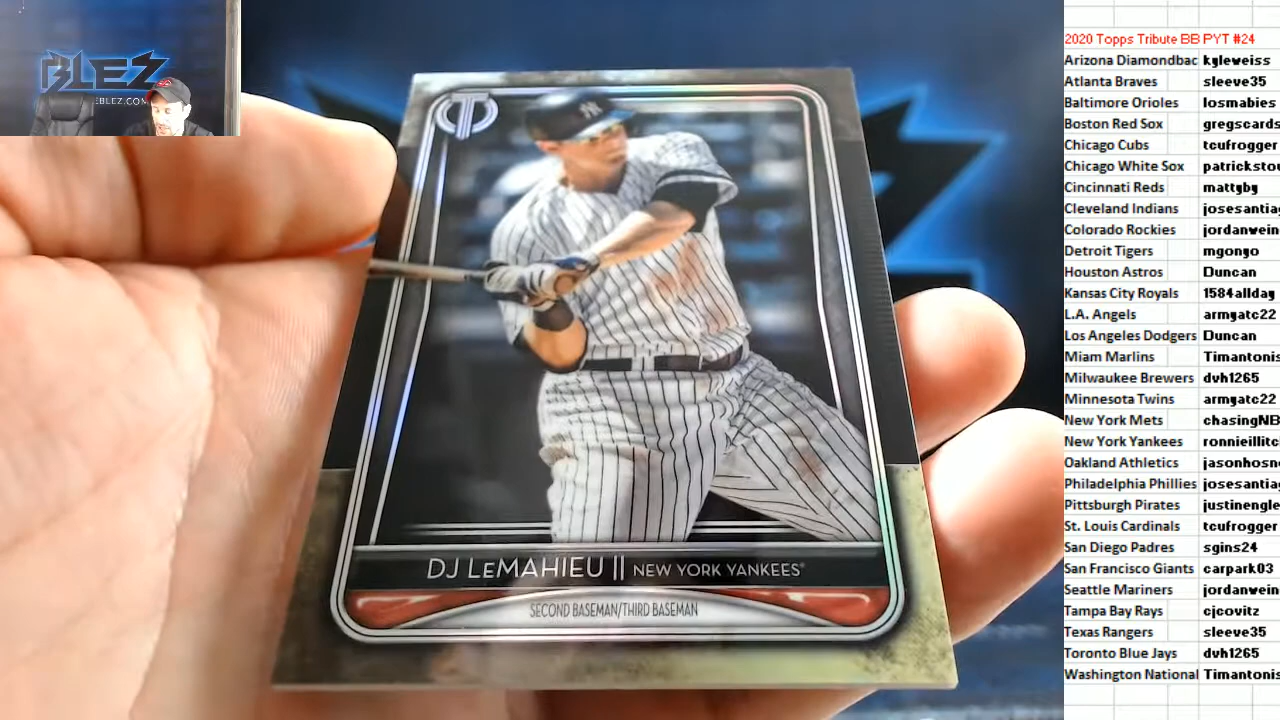 BLEZ
EBLEZ.COM
DJ LEMAHIEU || NEW YORK YANKEES®
SECOND BASEMAN/THIRD BASEMAN
2020 Topps Tribute BB PYT #24
Arizona Diamondbac kyleweiss
Atlanta Braves sleeve35
Baltimore Orioles losmabies
Boston Red Sox gregscards
Chicago Cubs tcufrogger
Chicago White Sox patrickstou
Cincinnati Reds mattyby
Cleveland Indians josesantiag
Colorado Rockies jordanwein
Detroit Tigers mgongo
Houston Astros Duncan
Kansas City Royals 1584allday
L.A. Angels armyatc22
Los Angeles Dodgers Duncan
Miam Marlins Timantonis
Milwaukee Brewers dvh1265
Minnesota Twins armyatc22
New York Mets chasingNB
New York Yankees ronnieillitc
Oakland Athletics jasonhosn
Philadelphia Phillies josesantiag
Pittsburgh Pirates justinengle
St. Louis Cardinals tcufrogger
San Diego Padres sgins24
San Francisco Giants carpark03
Seattle Mariners jordanwein
Tampa Bay Rays cjcovitz
Texas Rangers sleeve35
Toronto Blue Jays dvh1265
Washington National Timantonis